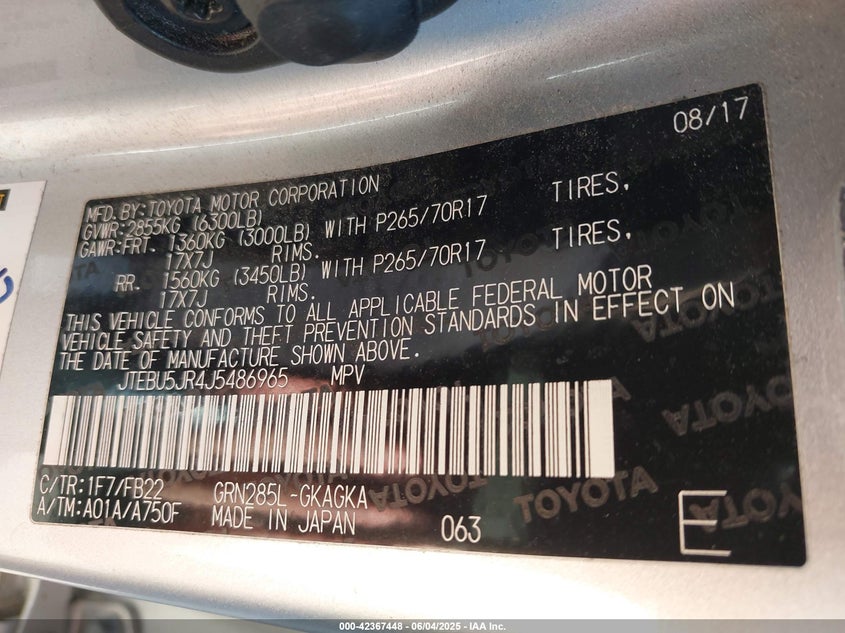 08/17
MFD. BY: TOYOTA MOTOR CORPORATION
GVWR: 2855KG (6300LB)
GAWR: FRT. 1360KG (3000LB) WITH P265/70R17 TIRES,
17X7J RIMS.
RR. 1560KG (3450LB) WITH P265/70R17 TIRES,
17X7J RIMS.
THIS VEHICLE CONFORMS TO ALL APPLICABLE FEDERAL MOTOR
VEHICLE SAFETY AND THEFT PREVENTION STANDARDS IN EFFECT ON
THE DATE OF MANUFACTURE SHOWN ABOVE.
JTEBU5JR4J5486965 MPV
C/TR: 1F7/FB22 GRN285L-GKAGKA
A/TM: A01A/A750F MADE IN JAPAN 063 E
TOYOTA
000-42367448 - 06/04/2025 - IAA Inc.